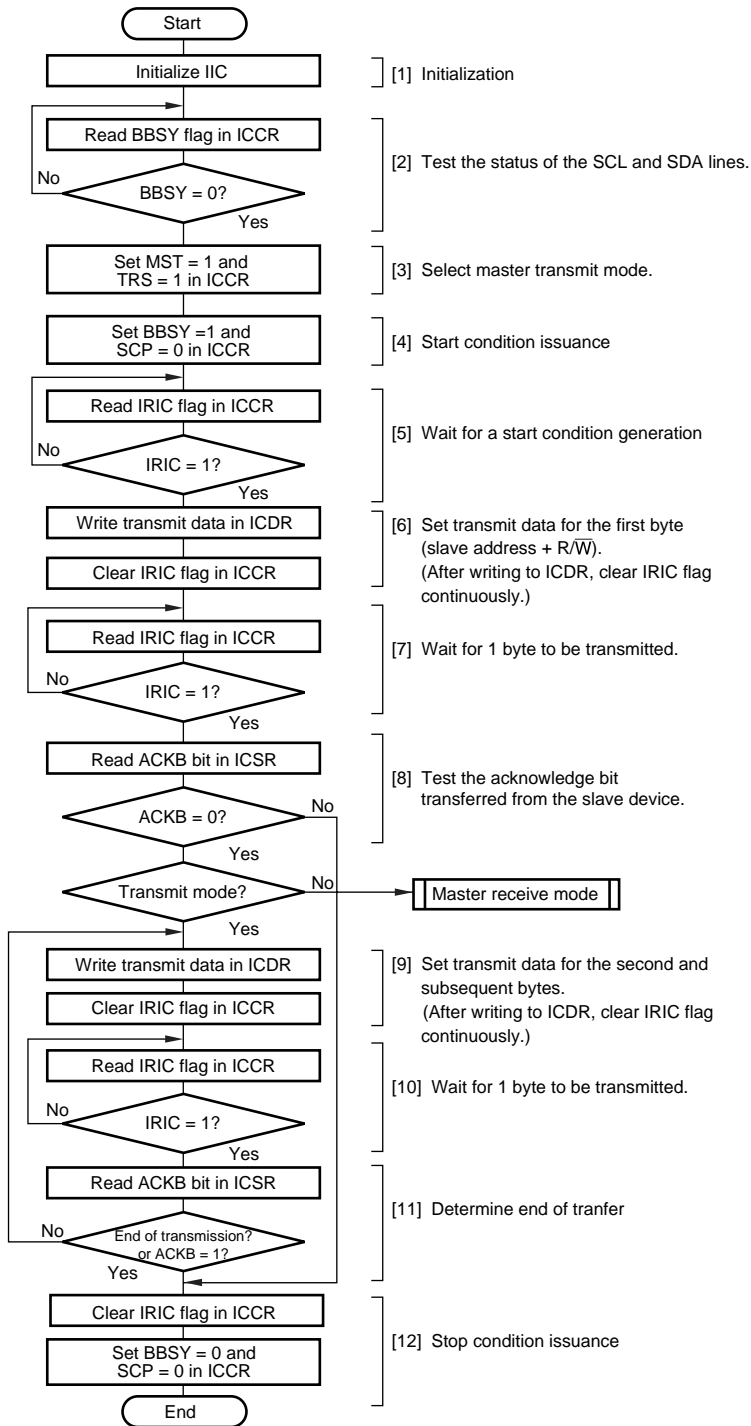 Start
Initialize IIC
[1] Initialization
Read BBSY flag in ICCR
[2] Test the status of the SCL and SDA lines.
No
BBSY = 0?
Yes
Set MST = 1 and
TRS = 1 in ICCR
[3] Select master transmit mode.
Set BBSY =1 and
SCP = 0 in ICCR
[4] Start condition issuance
Read IRIC flag in ICCR
[5] Wait for a start condition generation
No
IRIC = 1?
Yes
Write transmit data in ICDR
[6] Set transmit data for the first byte
(slave address + R/W̅).
(After writing to ICDR, clear IRIC flag
continuously.)
Clear IRIC flag in ICCR
Read IRIC flag in ICCR
[7] Wait for 1 byte to be transmitted.
No
IRIC = 1?
Yes
Read ACKB bit in ICSR
[8] Test the acknowledge bit
transferred from the slave device.
No
ACKB = 0?
Yes
Transmit mode?
No
Master receive mode
Yes
Write transmit data in ICDR
[9] Set transmit data for the second and
subsequent bytes.
(After writing to ICDR, clear IRIC flag
continuously.)
Clear IRIC flag in ICCR
Read IRIC flag in ICCR
[10] Wait for 1 byte to be transmitted.
No
IRIC = 1?
Yes
Read ACKB bit in ICSR
[11] Determine end of tranfer
No
End of transmission?
or ACKB = 1?
Yes
Clear IRIC flag in ICCR
[12] Stop condition issuance
Set BBSY = 0 and
SCP = 0 in ICCR
End